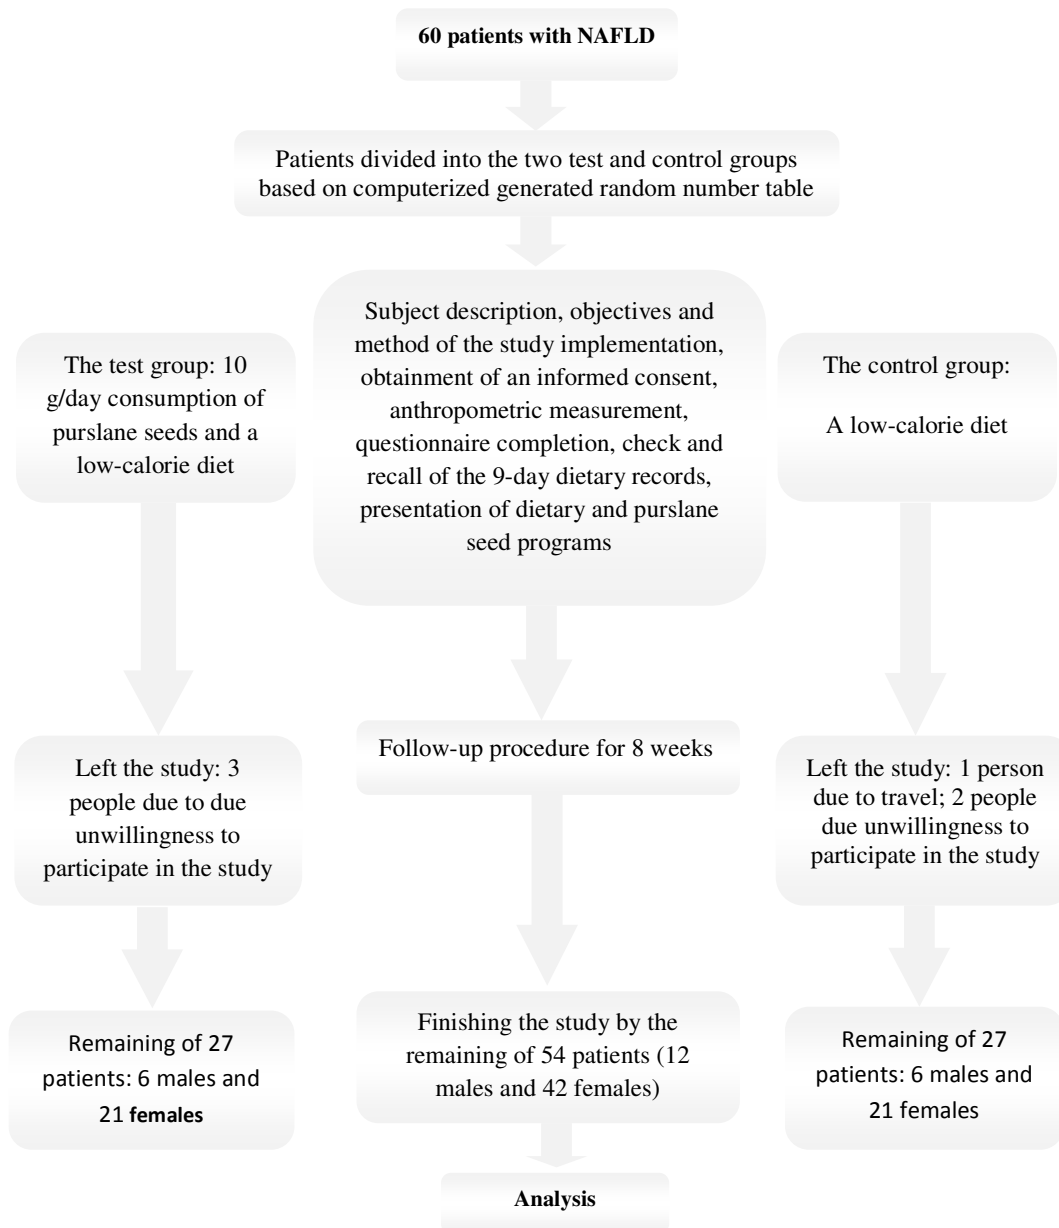 60 patients with NAFLD
Patients divided into the two test and control groups
based on computerized generated random number table
The test group: 10
g/day consumption of
purslane seeds and a
low-calorie diet
Subject description, objectives and
method of the study implementation,
obtainment of an informed consent,
anthropometric measurement,
questionnaire completion, check and
recall of the 9-day dietary records,
presentation of dietary and purslane
seed programs
The control group:
A low-calorie diet
Left the study: 3
people due to due
unwillingness to
participate in the study
Follow-up procedure for 8 weeks
Left the study: 1 person
due to travel; 2 people
due unwillingness to
participate in the study
Remaining of 27
patients: 6 males and
21 females
Finishing the study by the
remaining of 54 patients (12
males and 42 females)
Remaining of 27
patients: 6 males and
21 females
Analysis